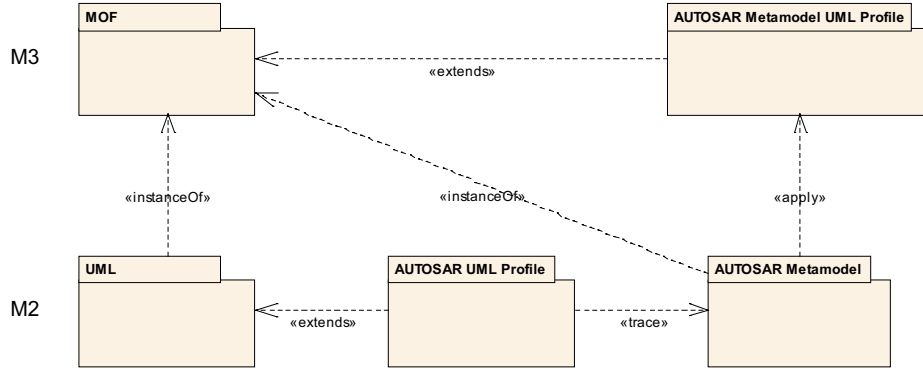 MOF
AUTOSAR Metamodel UML Profile
M3
«extends»
«instanceOf»
«instanceOf»
«apply»
UML
AUTOSAR UML Profile
AUTOSAR Metamodel
M2
«extends»
«trace»